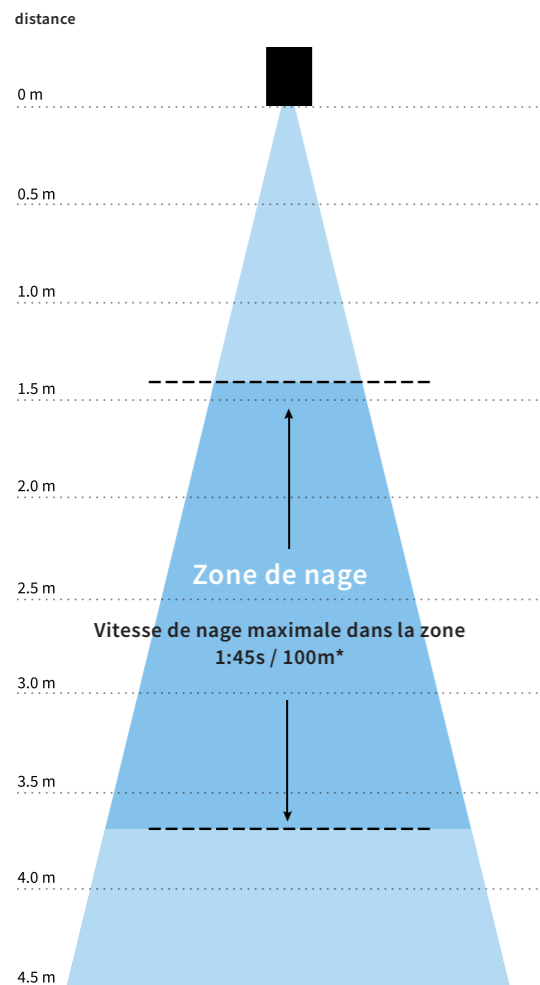 distance
0 m
0.5 m
1.0 m
1.5 m
2.0 m
Zone de nage
2.5 m
Vitesse de nage maximale dans la zone
1:45s / 100m*
3.0 m
3.5 m
4.0 m
4.5 m